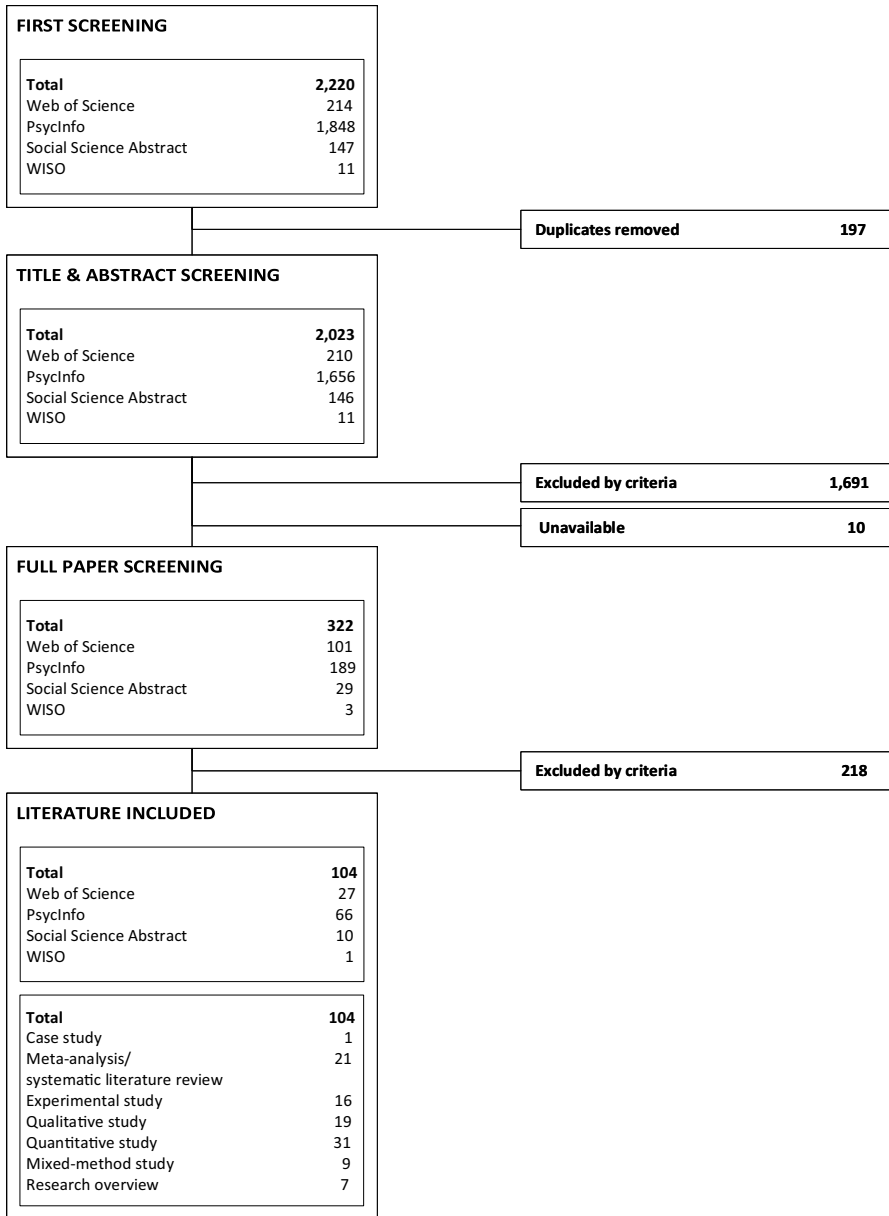 FIRST SCREENING
Total 2,220
Web of Science 214
PsycInfo 1,848
Social Science Abstract 147
WISO 11
Duplicates removed 197
TITLE & ABSTRACT SCREENING
Total 2,023
Web of Science 210
PsycInfo 1,656
Social Science Abstract 146
WISO 11
Excluded by criteria 1,691
Unavailable 10
FULL PAPER SCREENING
Total 322
Web of Science 101
PsycInfo 189
Social Science Abstract 29
WISO 3
Excluded by criteria 218
LITERATURE INCLUDED
Total 104
Web of Science 27
PsycInfo 66
Social Science Abstract 10
WISO 1
Total 104
Case study 1
Meta-analysis/ 21
systematic literature review
Experimental study 16
Qualitative study 19
Quantitative study 31
Mixed-method study 9
Research overview 7